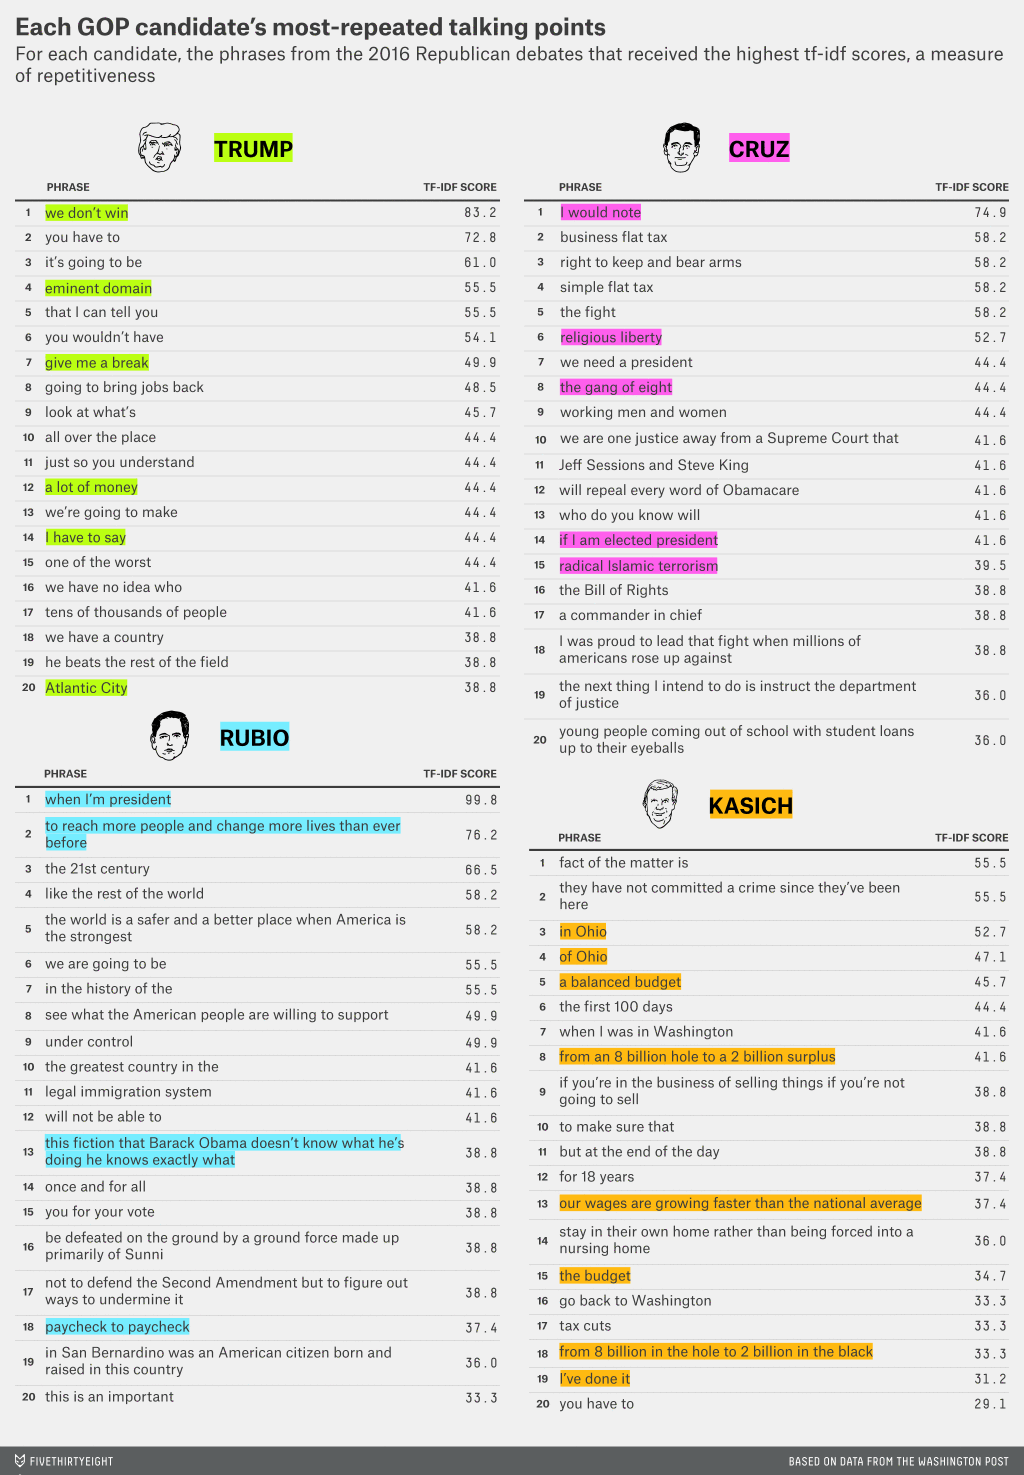 Each GOP candidate's most-repeated talking points
For each candidate, the phrases from the 2016 Republican debates that received the highest tf-idf scores, a measure
of repetitiveness
TRUMP
PHRASE TF-IDF SCORE
1 we don't win 83.2
2 you have to 72.8
3 it's going to be 61.0
4 eminent domain 55.5
5 that I can tell you 55.5
6 you wouldn't have 54.1
7 give me a break 49.9
8 going to bring jobs back 48.5
9 look at what's 45.7
10 all over the place 44.4
11 just so you understand 44.4
12 a lot of money 44.4
13 we're going to make 44.4
14 I have to say 44.4
15 one of the worst 44.4
16 we have no idea who 41.6
17 tens of thousands of people 41.6
18 we have a country 38.8
19 he beats the rest of the field 38.8
20 Atlantic City 38.8
RUBIO
PHRASE TF-IDF SCORE
1 when I'm president 99.8
to reach more people and change more lives than ever
2 before 76.2
3 the 21st century 66.5
4 like the rest of the world 58.2
the world is a safer and a better place when America is
5 the strongest 58.2
6 we are going to be 55.5
7 in the history of the 55.5
8 see what the American people are willing to support 49.9
9 under control 49.9
10 the greatest country in the 41.6
11 legal immigration system 41.6
12 will not be able to 41.6
this fiction that Barack Obama doesn't know what he's
13 doing he knows exactly what 38.8
14 once and for all 38.8
15 you for your vote 38.8
be defeated on the ground by a ground force made up
16 primarily of Sunni 38.8
not to defend the Second Amendment but to figure out
17 ways to undermine it 38.8
18 paycheck to paycheck 37.4
in San Bernardino was an American citizen born and
19 raised in this country 36.0
20 this is an important 33.3
CRUZ
PHRASE TF-IDF SCORE
1 I would note 74.9
2 business flat tax 58.2
3 right to keep and bear arms 58.2
4 simple flat tax 58.2
5 the fight 58.2
6 religious liberty 52.7
7 we need a president 44.4
8 the gang of eight 44.4
9 working men and women 44.4
10 we are one justice away from a Supreme Court that 41.6
11 Jeff Sessions and Steve King 41.6
12 will repeal every word of Obamacare 41.6
13 who do you know will 41.6
14 if I am elected president 41.6
15 radical Islamic terrorism 39.5
16 the Bill of Rights 38.8
17 a commander in chief 38.8
I was proud to lead that fight when millions of
18 americans rose up against 38.8
the next thing I intend to do is instruct the department
19 of justice 36.0
young people coming out of school with student loans
20 up to their eyeballs 36.0
KASICH
PHRASE TF-IDF SCORE
1 fact of the matter is 55.5
they have not committed a crime since they've been
2 here 55.5
3 in Ohio 52.7
4 of Ohio 47.1
5 a balanced budget 45.7
6 the first 100 days 44.4
7 when I was in Washington 41.6
8 from an 8 billion hole to a 2 billion surplus 41.6
if you're in the business of selling things if you're not
9 going to sell 38.8
10 to make sure that 38.8
11 but at the end of the day 38.8
12 for 18 years 37.4
13 our wages are growing faster than the national average 37.4
stay in their own home rather than being forced into a
14 nursing home 36.0
15 the budget 34.7
16 go back to Washington 33.3
17 tax cuts 33.3
18 from 8 billion in the hole to 2 billion in the black 33.3
19 I've done it 31.2
20 you have to 29.1
FIVETHIRTYEIGHT BASED ON DATA FROM THE WASHINGTON POST